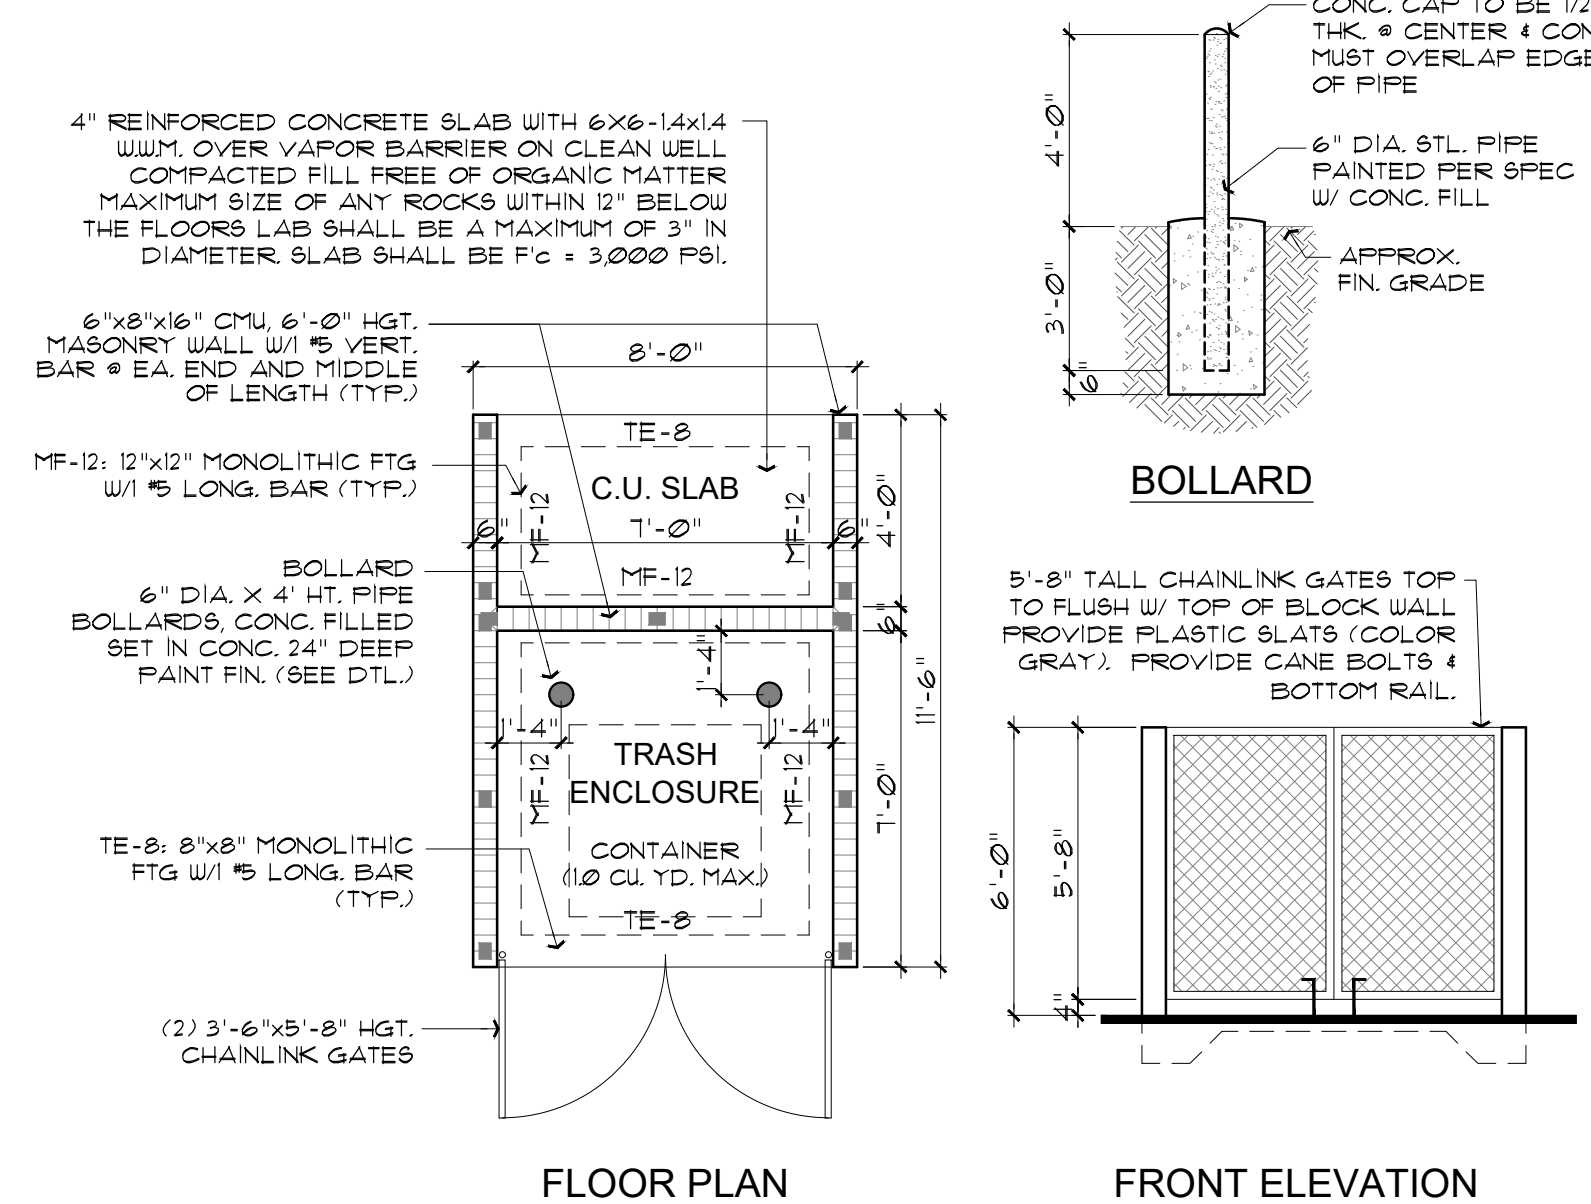 CONC. CAP TO BE 1/2
THK. @ CENTER & CON
MUST OVERLAP EDGE
OF PIPE
4'-0"
6" DIA. STL. PIPE
PAINTED PER SPEC
W/ CONC. FILL
APPROX.
FIN. GRADE
3'-0"
6"
BOLLARD
4" REINFORCED CONCRETE SLAB WITH 6X6-1.4x1.4
W.W.M. OVER VAPOR BARRIER ON CLEAN WELL
COMPACTED FILL FREE OF ORGANIC MATTER
MAXIMUM SIZE OF ANY ROCKS WITHIN 12" BELOW
THE FLOORS LAB SHALL BE A MAXIMUM OF 3" IN
DIAMETER. SLAB SHALL BE F'c = 3,000 PSI.
6"x8"x16" CMU, 6'-0" HGT.
MASONRY WALL W/1 #5 VERT.
BAR @ EA. END AND MIDDLE
OF LENGTH (TYP.)
MF-12: 12"x12" MONOLITHIC FTG
W/1 #5 LONG. BAR (TYP.)
BOLLARD
6" DIA. X 4' HT. PIPE
BOLLARDS, CONC. FILLED
SET IN CONC. 24" DEEP
PAINT FIN. (SEE DTL.)
TE-8: 8"x8" MONOLITHIC
FTG W/1 #5 LONG. BAR
(TYP.)
(2) 3'-6"x5'-8" HGT.
CHAINLINK GATES
8'-0"
TE-8
C.U. SLAB
MF-12
MF-12
6"
7'-0"
6"
4'-0"
MF-12
6"
1'-4"
11'-6"
1'-4"
1'-4"
TRASH
ENCLOSURE
MF-12
MF-12
7'-0"
CONTAINER
(1.0 CU. YD. MAX.)
TE-8
FLOOR PLAN
5'-8" TALL CHAINLINK GATES TOP
TO FLUSH W/ TOP OF BLOCK WALL
PROVIDE PLASTIC SLATS (COLOR
GRAY). PROVIDE CANE BOLTS &
BOTTOM RAIL.
6'-0"
5'-8"
4"
FRONT ELEVATION